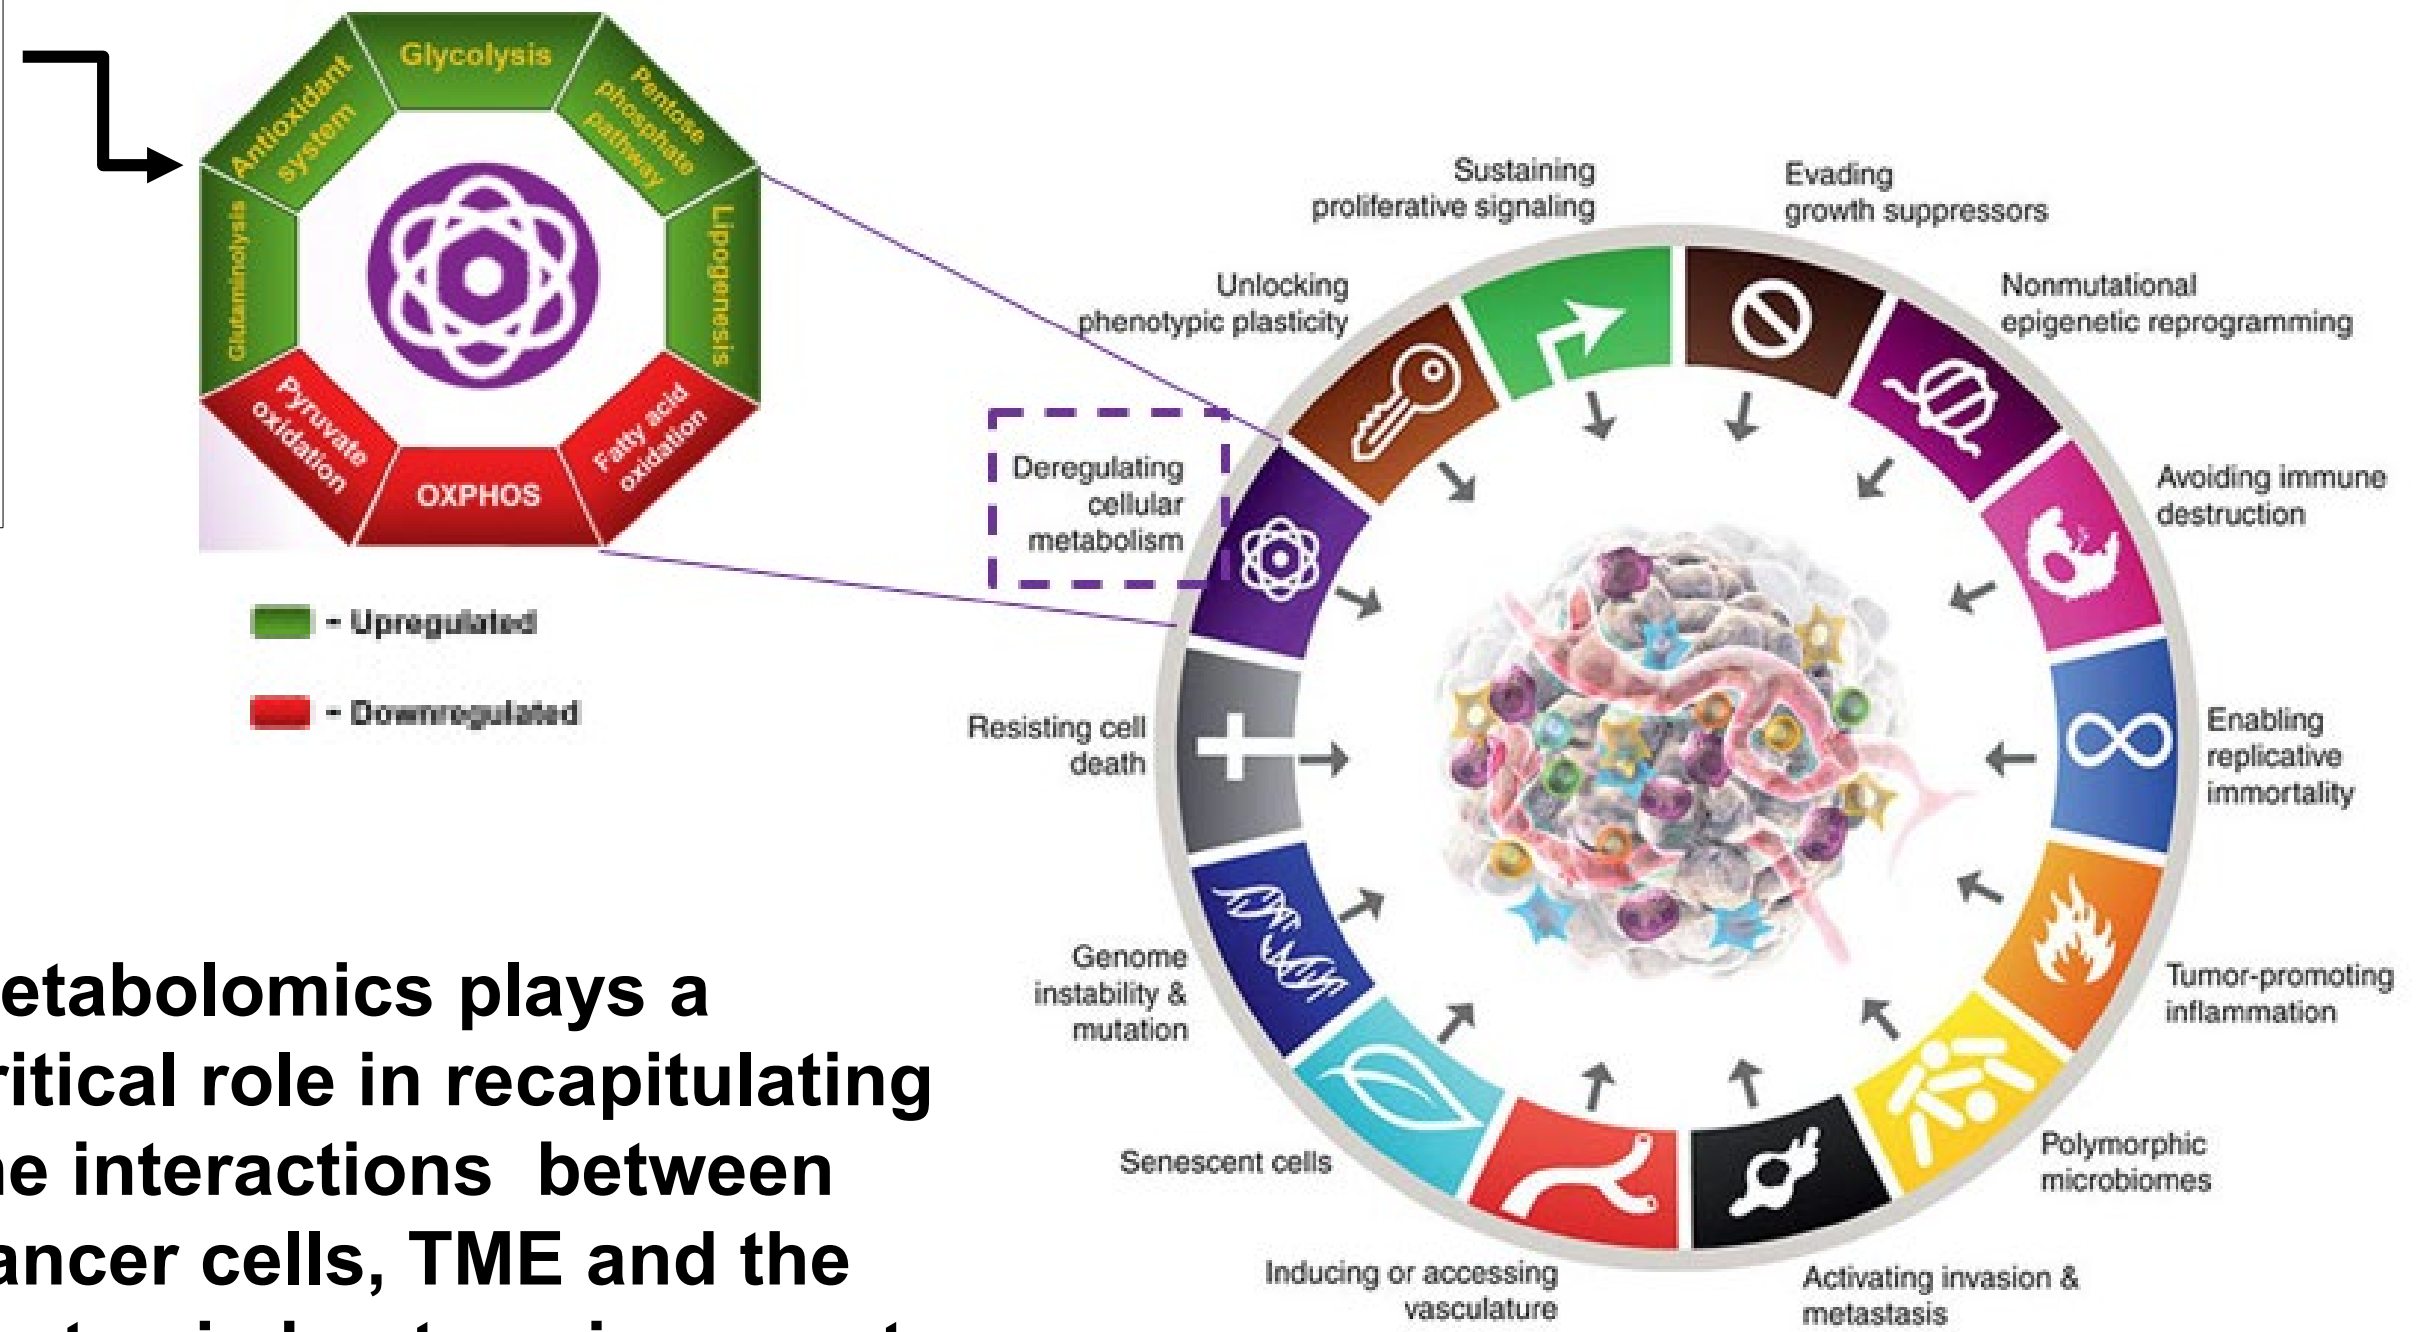 Glycolysis
Pentose
phosphate
pathway
Lipogenesis
Fatty acid
oxidation
OXPHOS
Pyruvate
oxidation
Glutaminolysis
Antioxidant
system
- Upregulated
- Downregulated
Sustaining
proliferative signaling
Evading
growth suppressors
Nonmutational
epigenetic reprogramming
Avoiding immune
destruction
Enabling
replicative
immortality
Tumor-promoting
inflammation
Polymorphic
microbiomes
Activating invasion &
metastasis
Inducing or accessing
vasculature
Senescent cells
Genome
instability &
mutation
Resisting cell
death
Deregulating
cellular
metabolism
Unlocking
phenotypic plasticity
etabolomics plays a
ritical role in recapitulating
e interactions between
ancer cells, TME and the